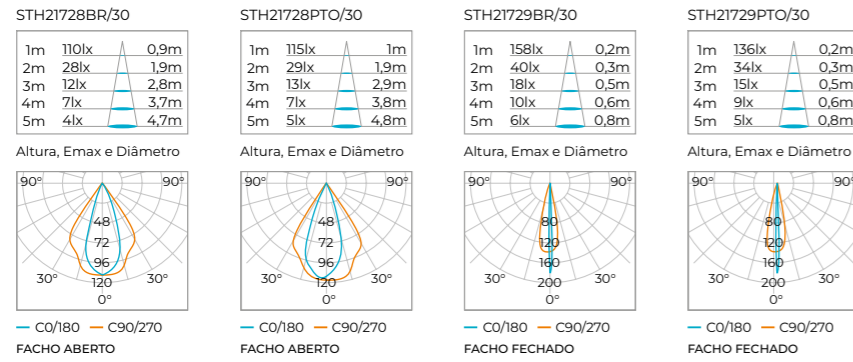 STH21728BR/30
1m 110lx 0,9m
2m 28lx 1,9m
3m 12lx 2,8m
4m 7lx 3,7m
5m 4lx 4,7m
Altura, Emax e Diâmetro
90° 90°
48
72
96
30° 120 30°
0°
C0/180 C90/270
FACHO ABERTO
STH21728PTO/30
1m 115lx 1m
2m 29lx 1,9m
3m 13lx 2,9m
4m 7lx 3,8m
5m 5lx 4,8m
Altura, Emax e Diâmetro
90° 90°
48
72
96
30° 120 30°
0°
C0/180 C90/270
FACHO ABERTO
STH21729BR/30
1m 158lx 0,2m
2m 40lx 0,3m
3m 18lx 0,5m
4m 10lx 0,6m
5m 6lx 0,8m
Altura, Emax e Diâmetro
90° 90°
80
120
160
30° 200 30°
0°
C0/180 C90/270
FACHO FECHADO
STH21729PTO/30
1m 136lx 0,2m
2m 34lx 0,3m
3m 15lx 0,5m
4m 9lx 0,6m
5m 5lx 0,8m
Altura, Emax e Diâmetro
90° 90°
80
120
160
30° 200 30°
0°
C0/180 C90/270
FACHO FECHADO